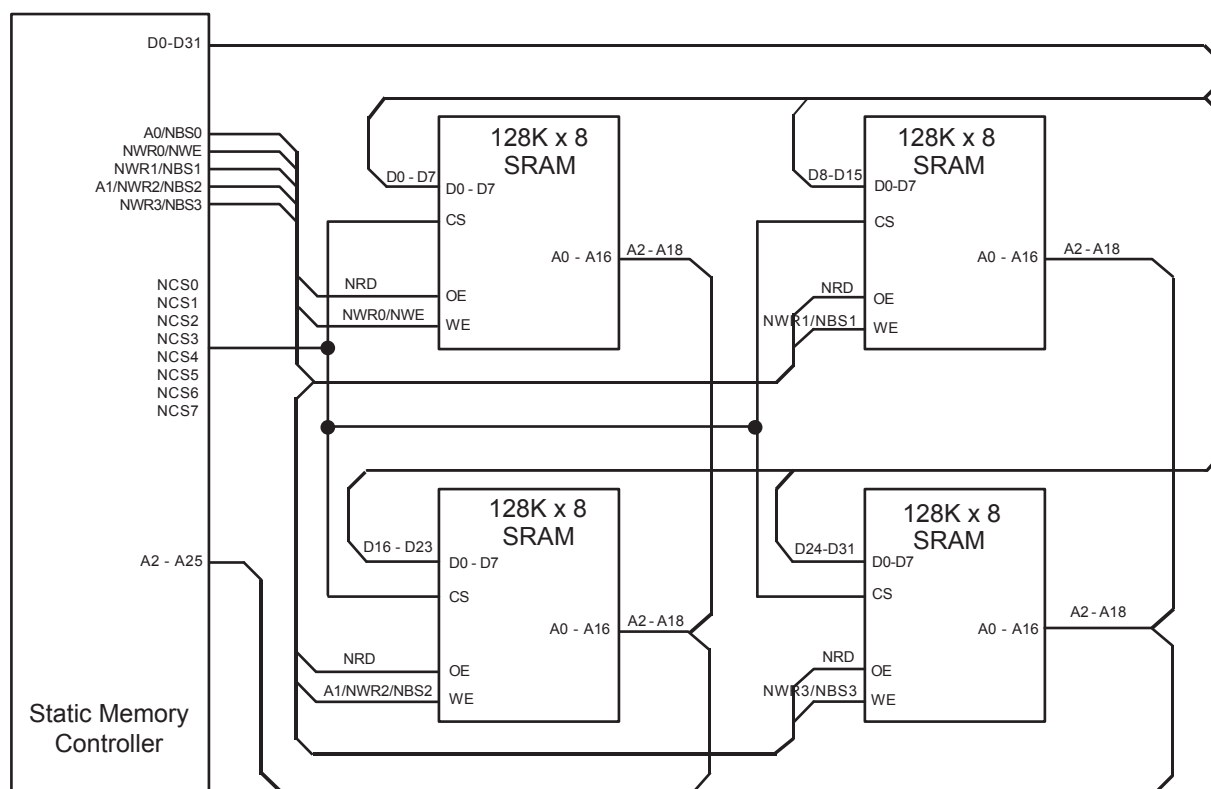 D0-D31
A0/NBS0
NWR0/NWE
NWR1/NBS1
A1/NWR2/NBS2
NWR3/NBS3
NCS0
NCS1
NCS2
NCS3
NCS4
NCS5
NCS6
NCS7
A2 - A25
Static Memory
Controller
128K x 8
SRAM
D0 - D7
D0 - D7
CS
A0 - A16
A2 - A18
NRD
OE
NWR0/NWE
WE
128K x 8
SRAM
D8-D15
D0-D7
CS
A0 - A16
A2 - A18
NRD
OE
NWR1/NBS1
WE
128K x 8
SRAM
D16 - D23
D0 - D7
CS
A0 - A16
A2 - A18
NRD
OE
A1/NWR2/NBS2
WE
128K x 8
SRAM
D24-D31
D0-D7
CS
A0 - A16
A2 - A18
NRD
OE
NWR3/NBS3
WE